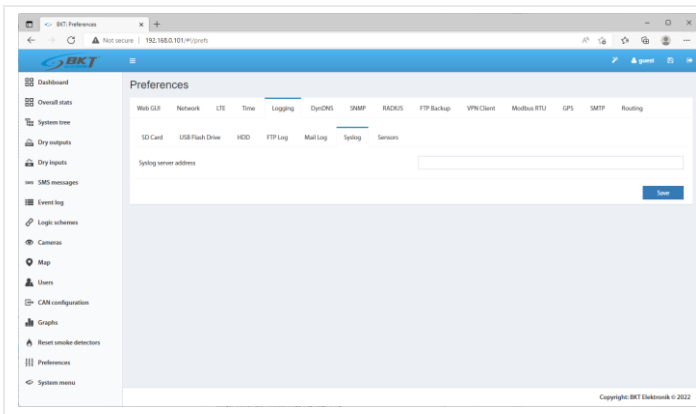 BKT: Preferences
Not secure | 192.168.0.101/#!/prefs
BKT
guest
Dashboard
Overall stats
System tree
Dry outputs
Dry inputs
SMS SMS messages
Event log
Logic schemes
Cameras
Map
Users
CAN configuration
Graphs
Reset smoke detectors
Preferences
System menu
Preferences
Web GUI Network LTE Time Logging DynDNS SNMP RADIUS FTP Backup VPN Client Modbus RTU GPS SMTP Routing
SD Card USB Flash Drive HDD FTP Log Mail Log Syslog Sensors
Syslog server address
Save
Copyright: BKT Elektronik © 2022